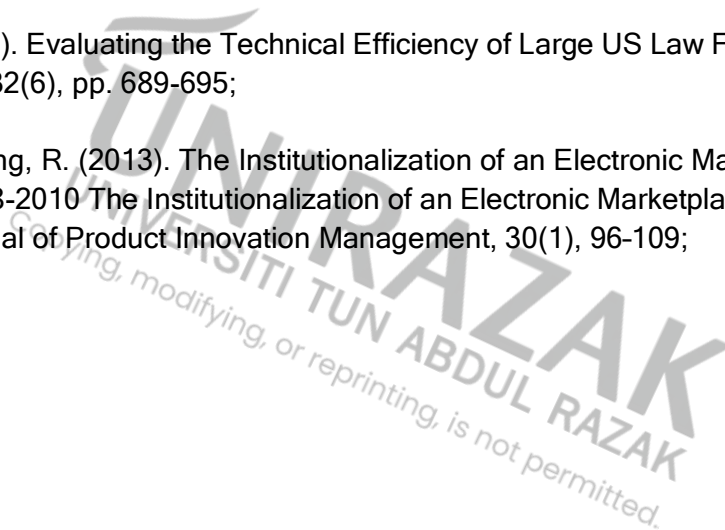 ). Evaluating the Technical Efficiency of Large US Law F
32(6), pp. 689-695;
ng, R. (2013). The Institutionalization of an Electronic Ma
-2010 The Institutionalization of an Electronic Marketpla
al of Product Innovation Management, 30(1), 96-109;
UNIRAZAK
UNIVERSITI TUN ABDUL RAZAK
Copying, modifying, or reprinting, is not permitted.